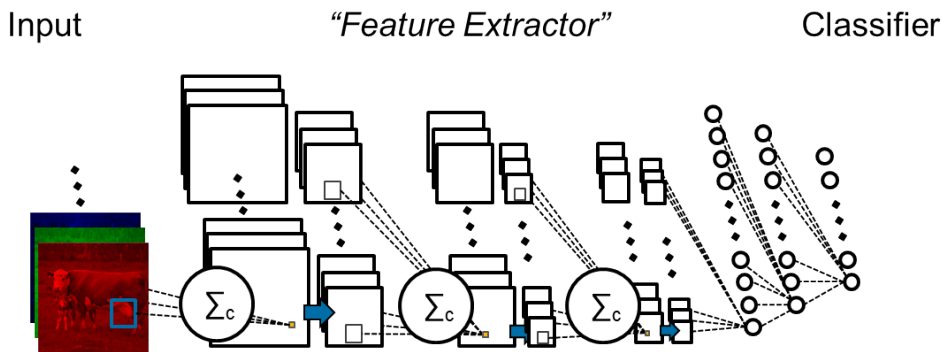 Input
“Feature Extractor”
Classifier
Σc
Σc
Σc